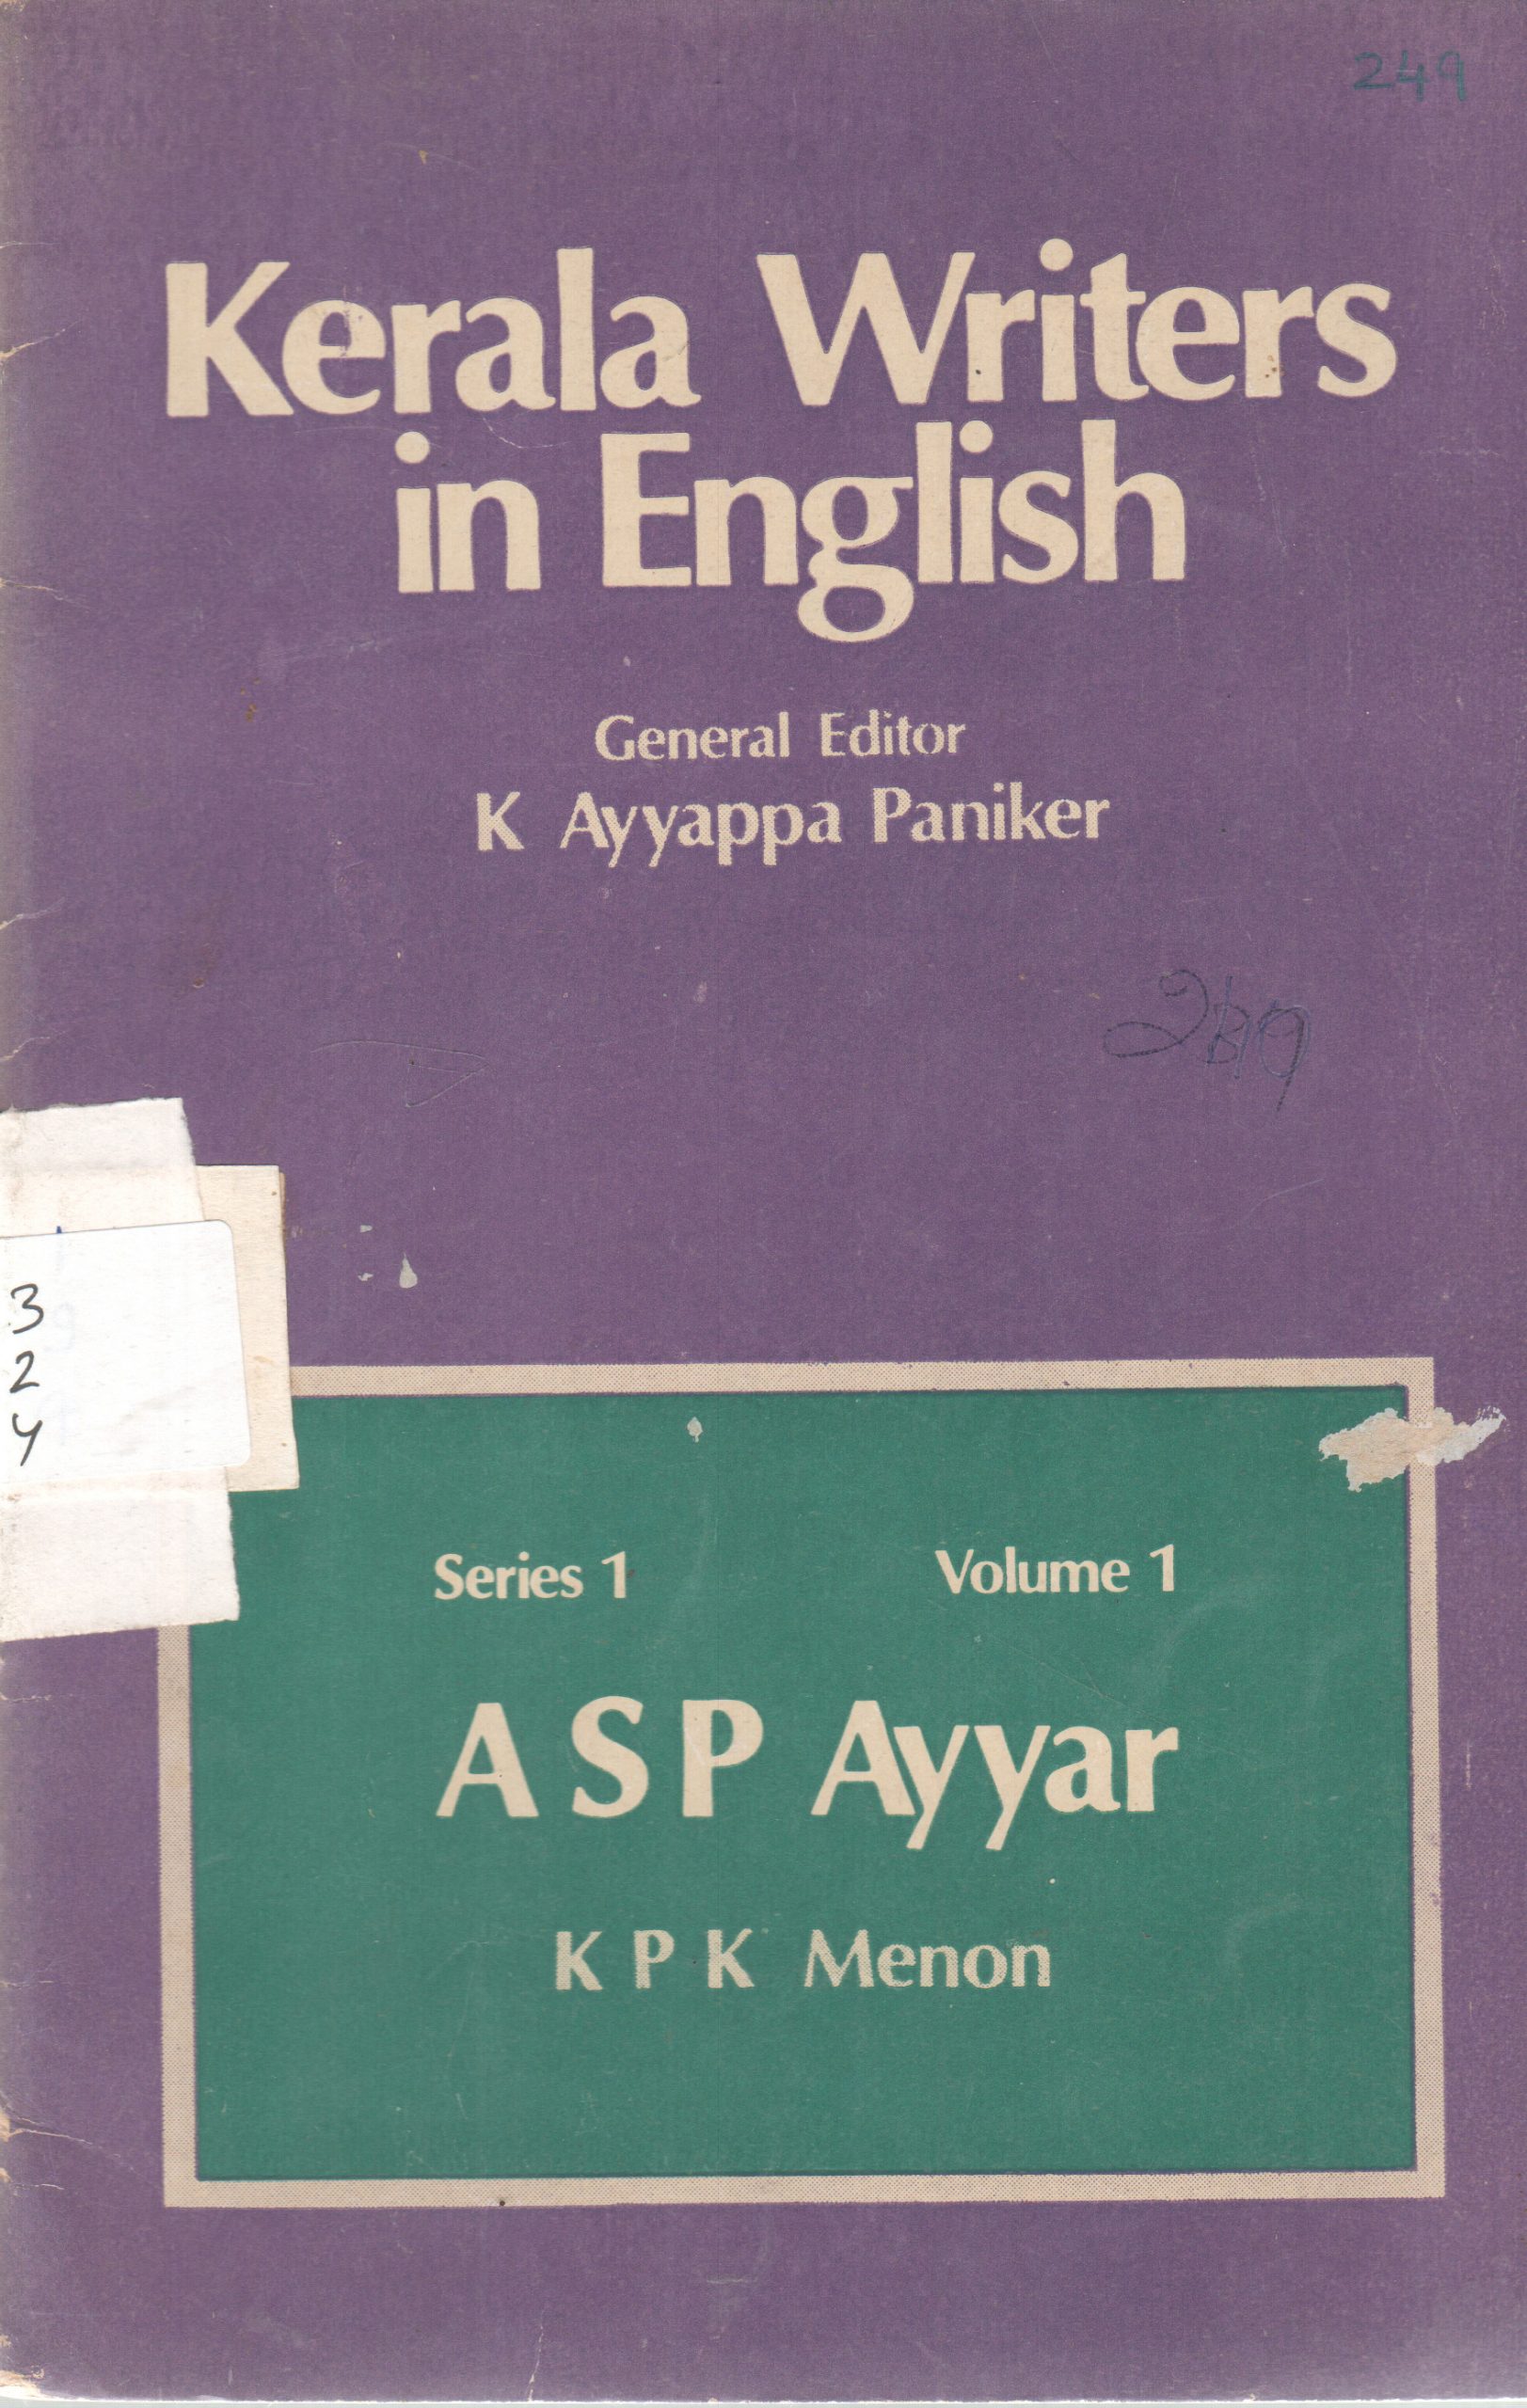 249
Kerala Writers
in English
General Editor
K Ayyappa Paniker
3
2
4
Series 1 Volume 1
A S P Ayyar
K P K Menon